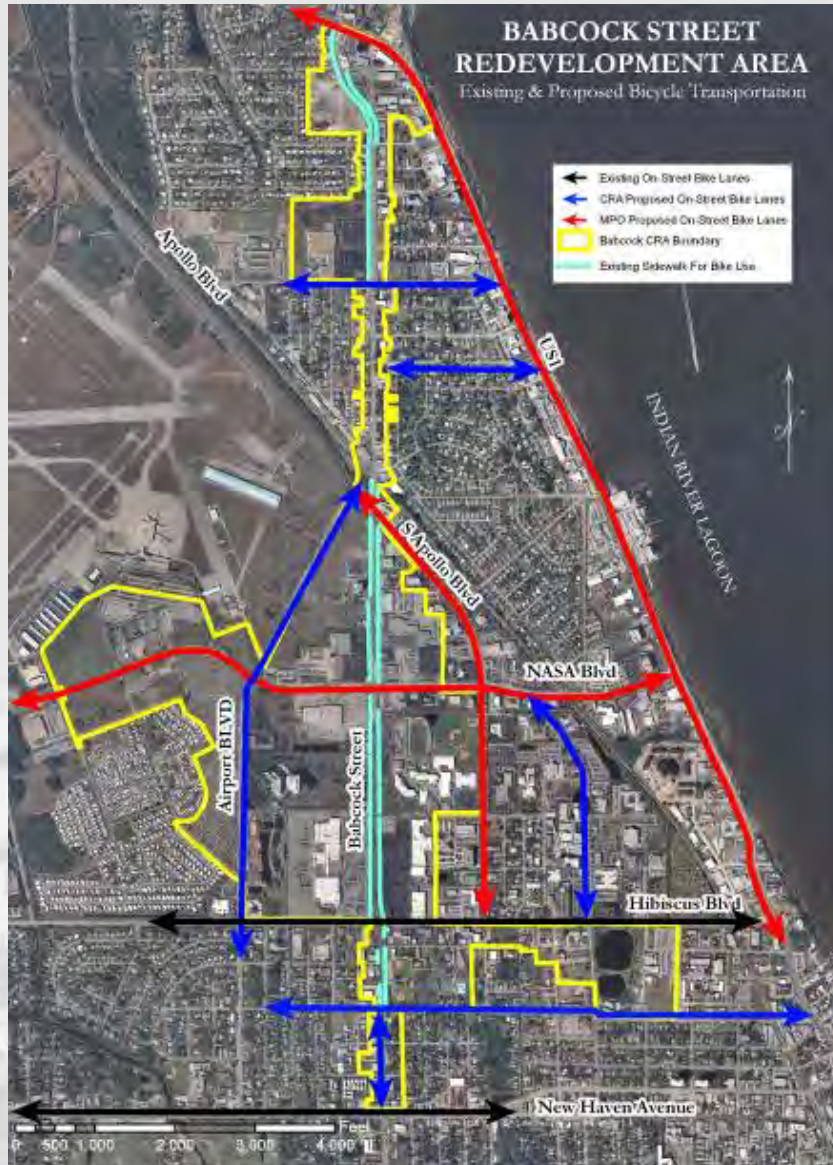 BABCOCK STREET
REDEVELOPMENT AREA
Existing & Proposed Bicycle Transportation
Existing On-Street Bike Lanes
CRA Proposed On-Street Bike Lanes
MPO Proposed On-Street Bike Lanes
Babcock CRA Boundary
Existing Sidewalk For Bike Use
Apollo Blvd
US1
INDIAN RIVER LAGOON
S Apollo Blvd
NASA Blvd
Airport BLVD
Babcock Street
Hibiscus Blvd
New Haven Avenue
Feet
0 500 1,000 2,000 3,000 4,000